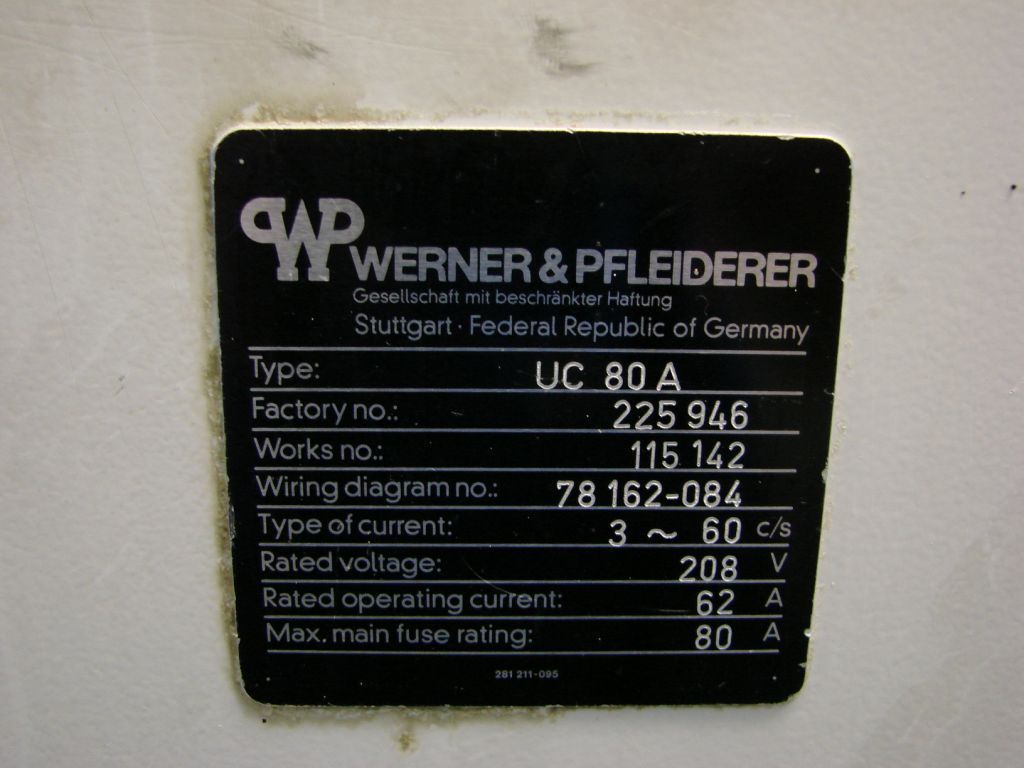 WP WERNER & PFLEIDERER
Gesellschaft mit beschränkter Haftung
Stuttgart · Federal Republic of Germany
Type: UC 80 A
Factory no.: 225 946
Works no.: 115 142
Wiring diagram no.: 78 162-084
Type of current: 3 ~ 60 c/s
Rated voltage: 208 V
Rated operating current: 62 A
Max. main fuse rating: 80 A
281 211-095